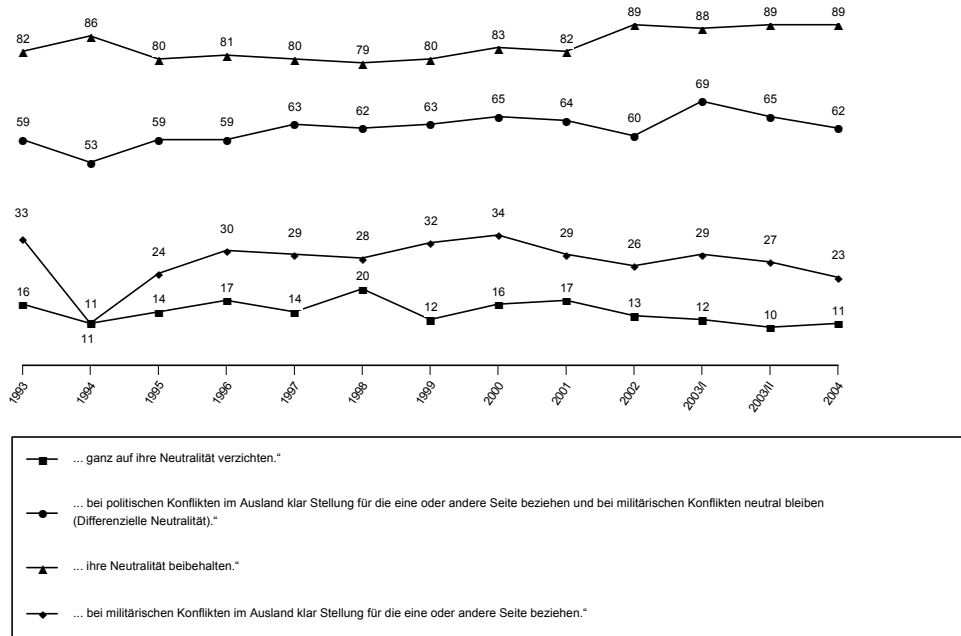 82 86 80 81 80 79 80 83 82 89 88 89 89
59 53 59 59 63 62 63 65 64 60 69 65 62
33 11 24 30 29 28 32 34 29 26 29 27 23
16 11 14 17 14 20 12 16 17 13 12 10 11
1993 1994 1995 1996 1997 1998 1999 2000 2001 2002 2003/I 2003/II 2004
... ganz auf ihre Neutralität verzichten.“
... bei politischen Konflikten im Ausland klar Stellung für die eine oder andere Seite beziehen und bei militärischen Konflikten neutral bleiben
(Differenzielle Neutralität).“
... ihre Neutralität beibehalten.“
... bei militärischen Konflikten im Ausland klar Stellung für die eine oder andere Seite beziehen.“